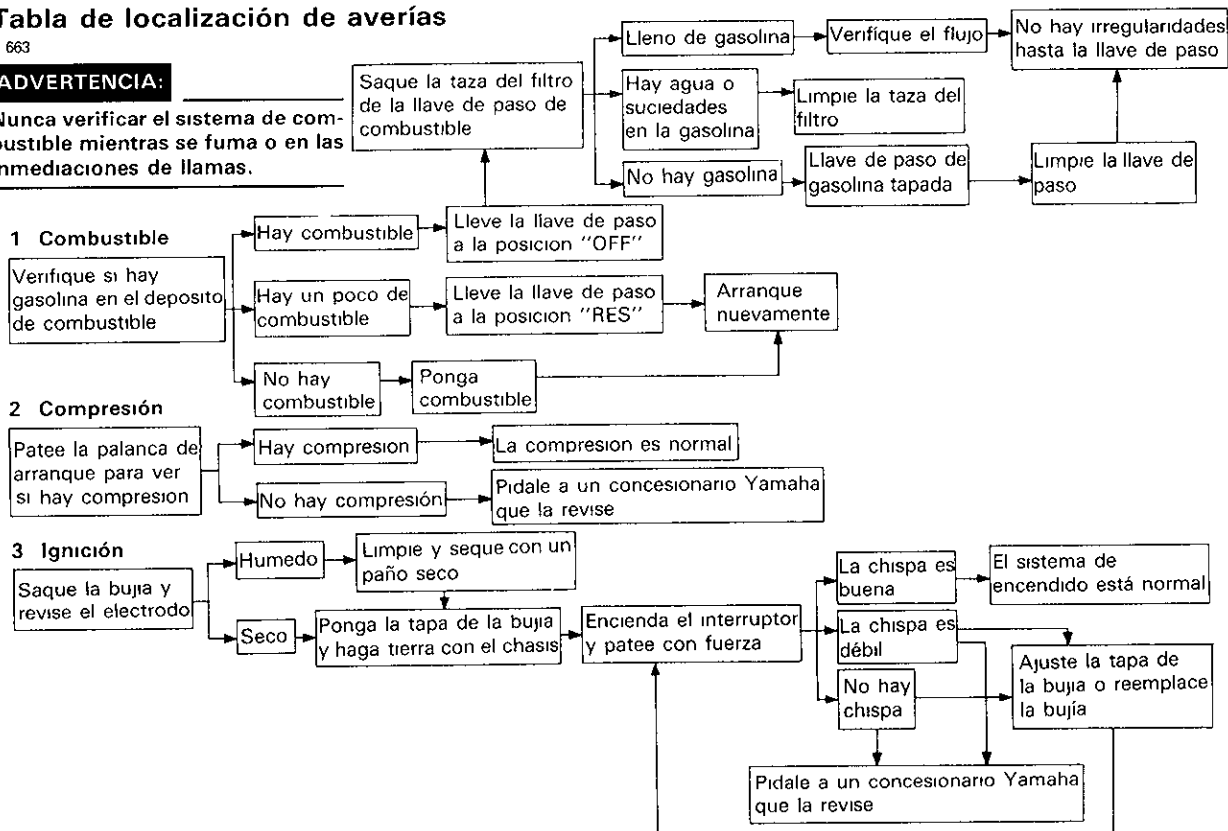 Tabla de localización de averías
663
ADVERTENCIA:
Nunca verificar el sistema de com-
bustible mientras se fuma o en las
inmediaciones de llamas.
Saque la taza del filtro
de la llave de paso de
combustible
Lleno de gasolina
Verifique el flujo
No hay irregularidades
hasta la llave de paso
Hay agua o
suciedades
en la gasolina
Limpie la taza del
filtro
No hay gasolina
Llave de paso de
gasolina tapada
Limpie la llave de
paso
1 Combustible
Verifique si hay
gasolina en el deposito
de combustible
Hay combustible
Lleve la llave de paso
a la posicion "OFF"
Hay un poco de
combustible
Lleve la llave de paso
a la posicion "RES"
Arranque
nuevamente
No hay
combustible
Ponga
combustible
2 Compresión
Patee la palanca de
arranque para ver
si hay compresion
Hay compresion
La compresion es normal
No hay compresión
Pidale a un concesionario Yamaha
que la revise
3 Ignición
Saque la bujia y
revise el electrodo
Humedo
Limpie y seque con un
paño seco
Seco
Ponga la tapa de la bujia
y haga tierra con el chasis
Encienda el interruptor
y patee con fuerza
La chispa es
buena
El sistema de
encendido está normal
La chispa es
débil
No hay
chispa
Ajuste la tapa de
la bujia o reemplace
la bujía
Pidale a un concesionario Yamaha
que la revise